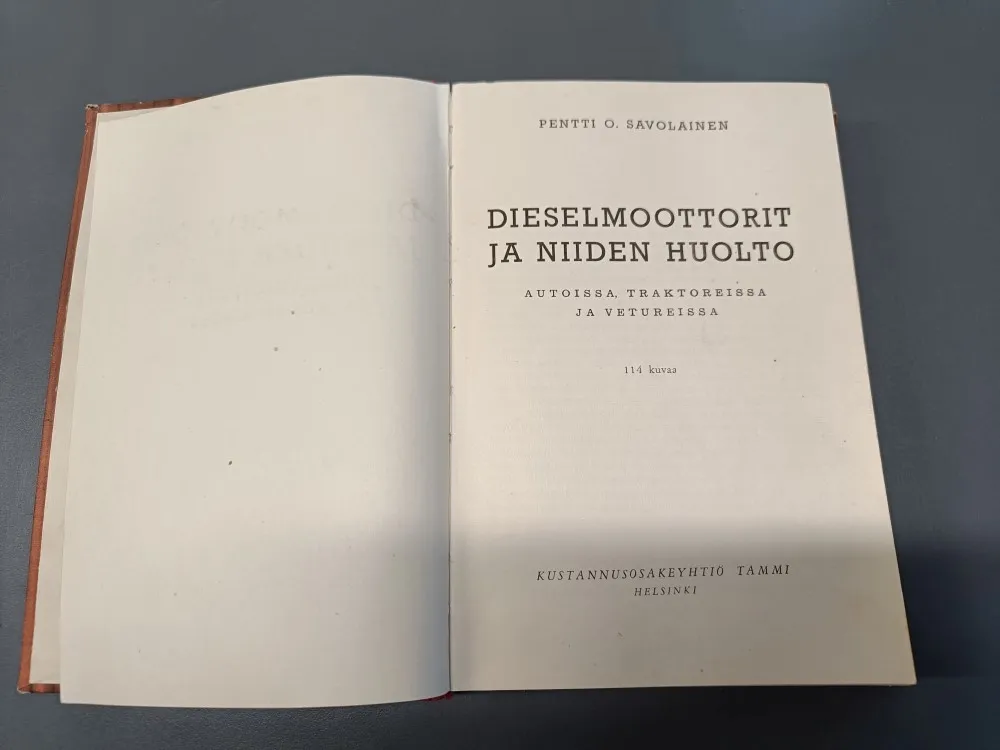 PENTTI O. SAVOLAINEN
DIESELMOOTTORIT
JA NIIDEN HUOLTO
AUTOISSA, TRAKTOREISSA
JA VETUREISSA
114 kuvaa
KUSTANNUSOSAKEYHTIÖ TAMMI
HELSINKI